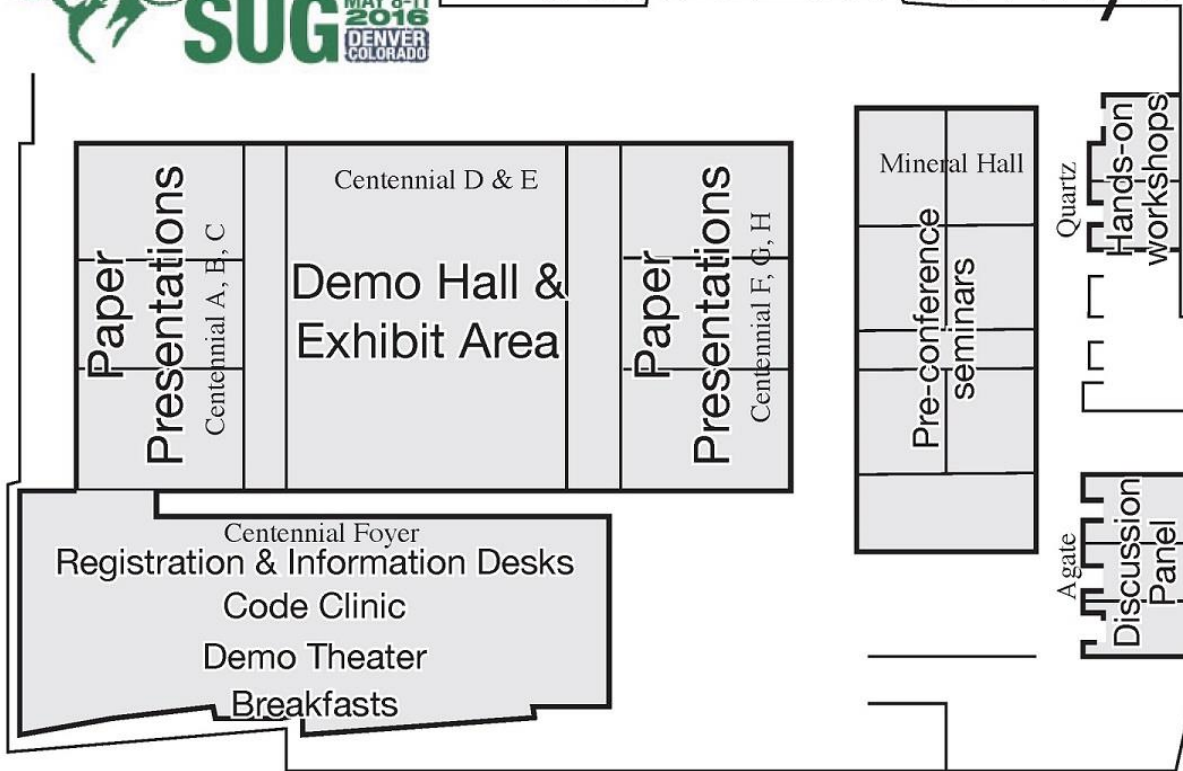 MAY 8-11
SUG 2016
DENVER
COLORADO
Paper
Presentations
Centennial A, B, C
Centennial D & E
Demo Hall &
Exhibit Area
Paper
Presentations
Centennial F, G, H
Mineral Hall
Pre-conference
seminars
Quartz
Hands-on
workshops
Centennial Foyer
Registration & Information Desks
Code Clinic
Demo Theater
Breakfasts
Agate
Discussion
Panel